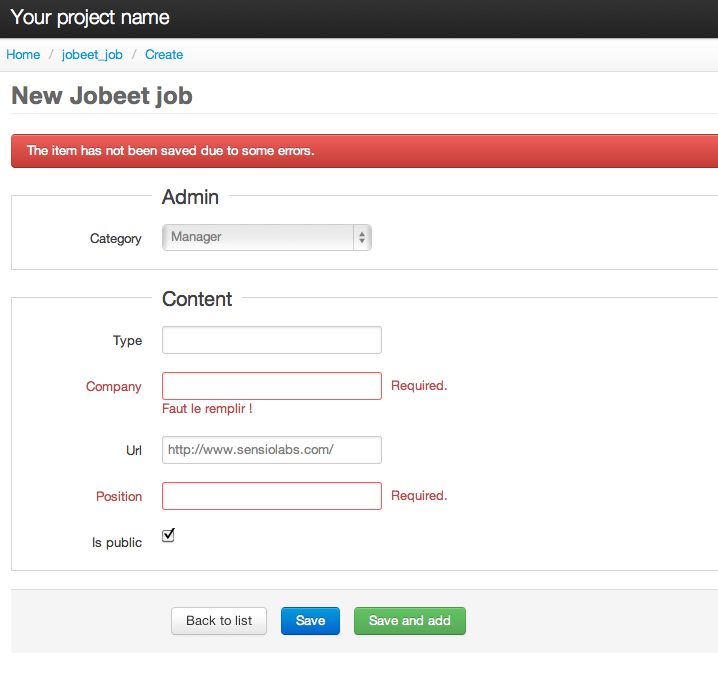 Your project name
Home / jobeet_job / Create
New Jobeet job
The item has not been saved due to some errors.
Admin
Category Manager
Content
Type
Company Required.
Faut le remplir !
Url http://www.sensiolabs.com/
Position Required.
Is public
Back to list Save Save and add